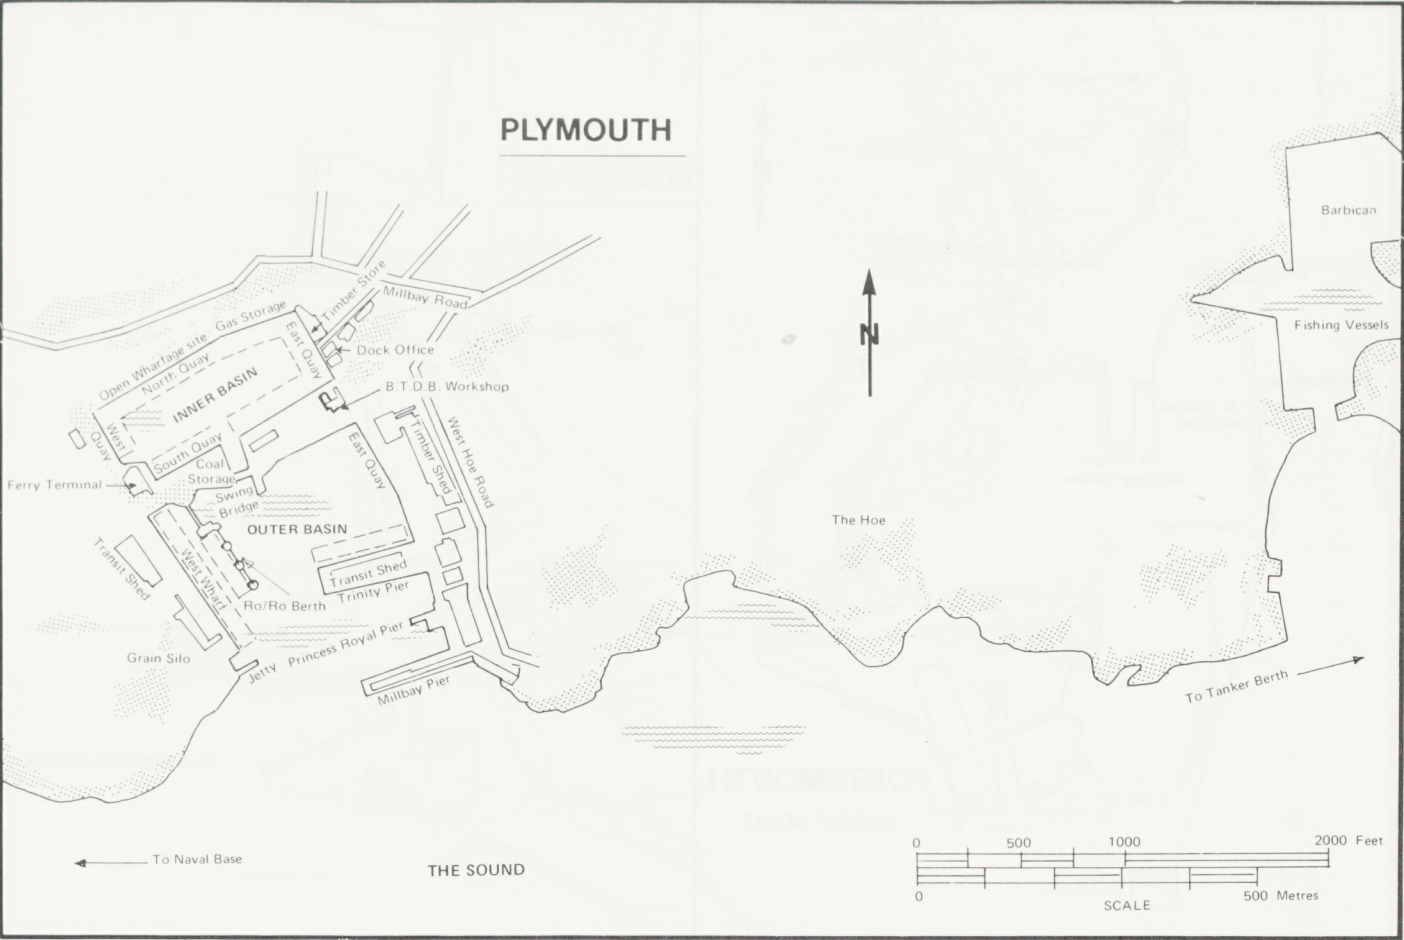 PLYMOUTH
Barbican
Timber Store
Millbay Road
Gas Storage
N
Fishing Vessels
East Quay
Open Wharfage site
North Quay
Dock Office
INNER BASIN
B.T.D.B. Workshop
West
Quay
South Quay
East Quay
Timber Shed
West Hoe Road
Coal
Storage
Ferry Terminal
Swing
Bridge
OUTER BASIN
The Hoe
Transit Shed
West Wharf
Transit Shed
Trinity Pier
Ro/Ro Berth
Grain Silo
Jetty
Princess Royal Pier
Millbay Pier
To Tanker Berth
To Naval Base
THE SOUND
0 500 1000 2000 Feet
0 500 Metres
SCALE